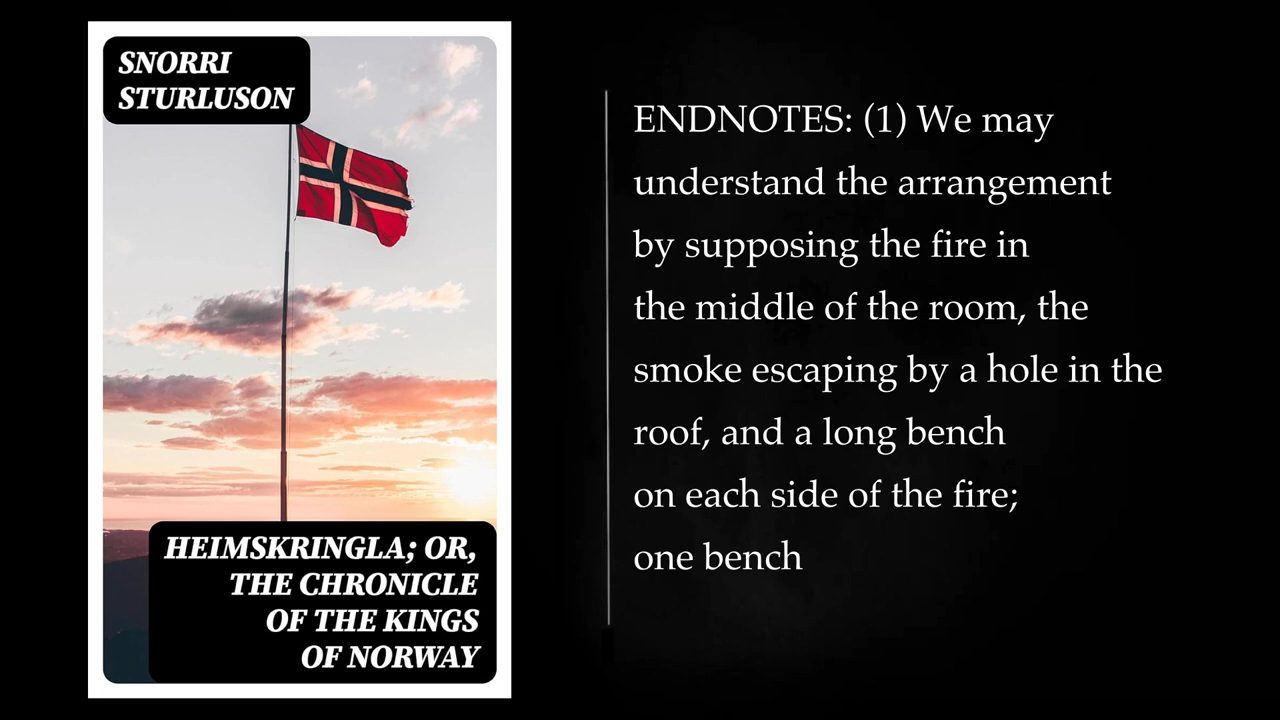 SNORRI
STURLUSON
HEIMSKRINGLA; OR,
THE CHRONICLE
OF THE KINGS
OF NORWAY
ENDNOTES: (1) We may
understand the arrangement
by supposing the fire in
the middle of the room, the
smoke escaping by a hole in the
roof, and a long bench
on each side of the fire;
one bench